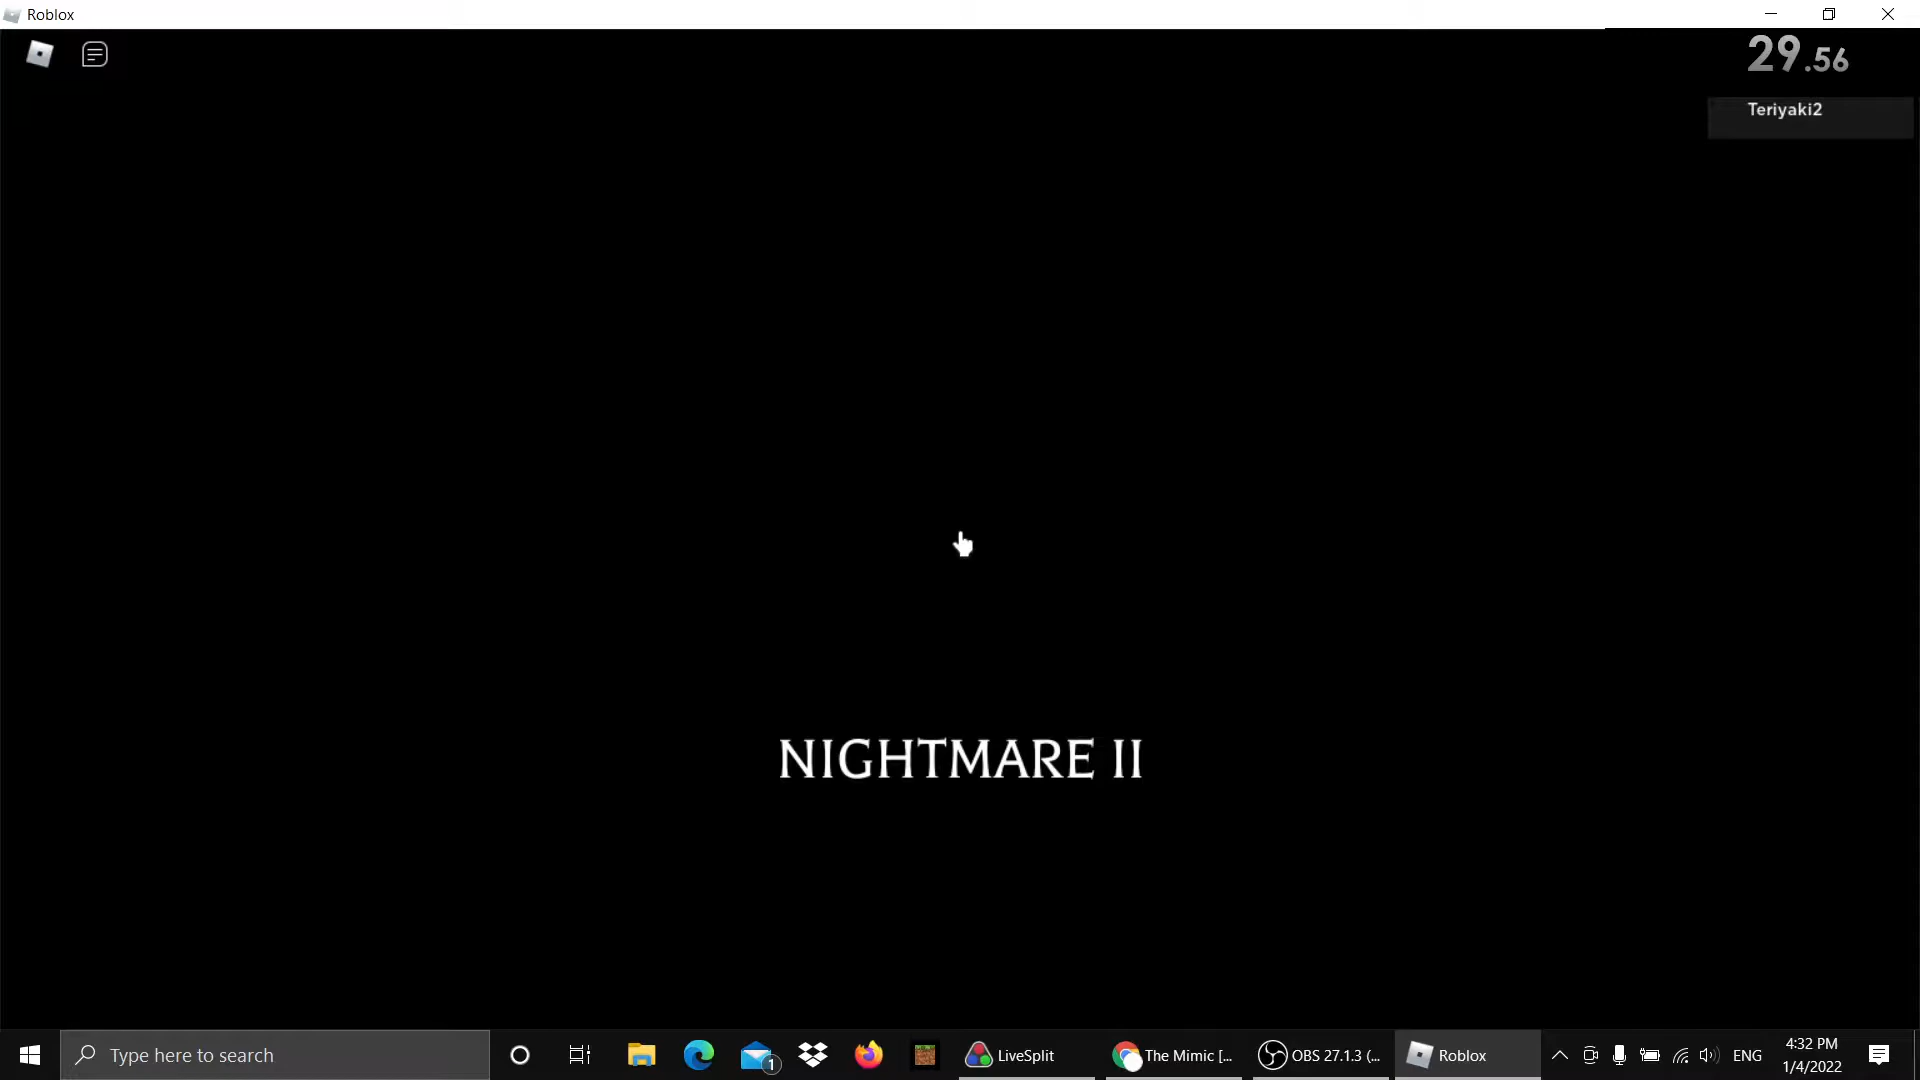 Roblox
29.56
Teriyaki2
NIGHTMARE II
Type here to search
1
LiveSplit
The Mimic [...
OBS 27.1.3 (...
Roblox
ENG
4:32 PM
1/4/2022